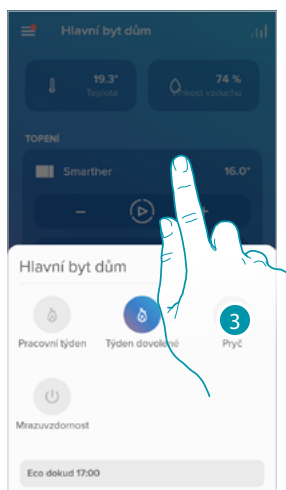 Hlavní byt dům
19.3°
Teplota
74 %
vzduchu
TOPENÍ
Smarther
16.0°
− +
Hlavní byt dům
Pracovní týden
Týden dovolené
3
Pryč
Mrazuvzdornost
Eco dokud 17:00